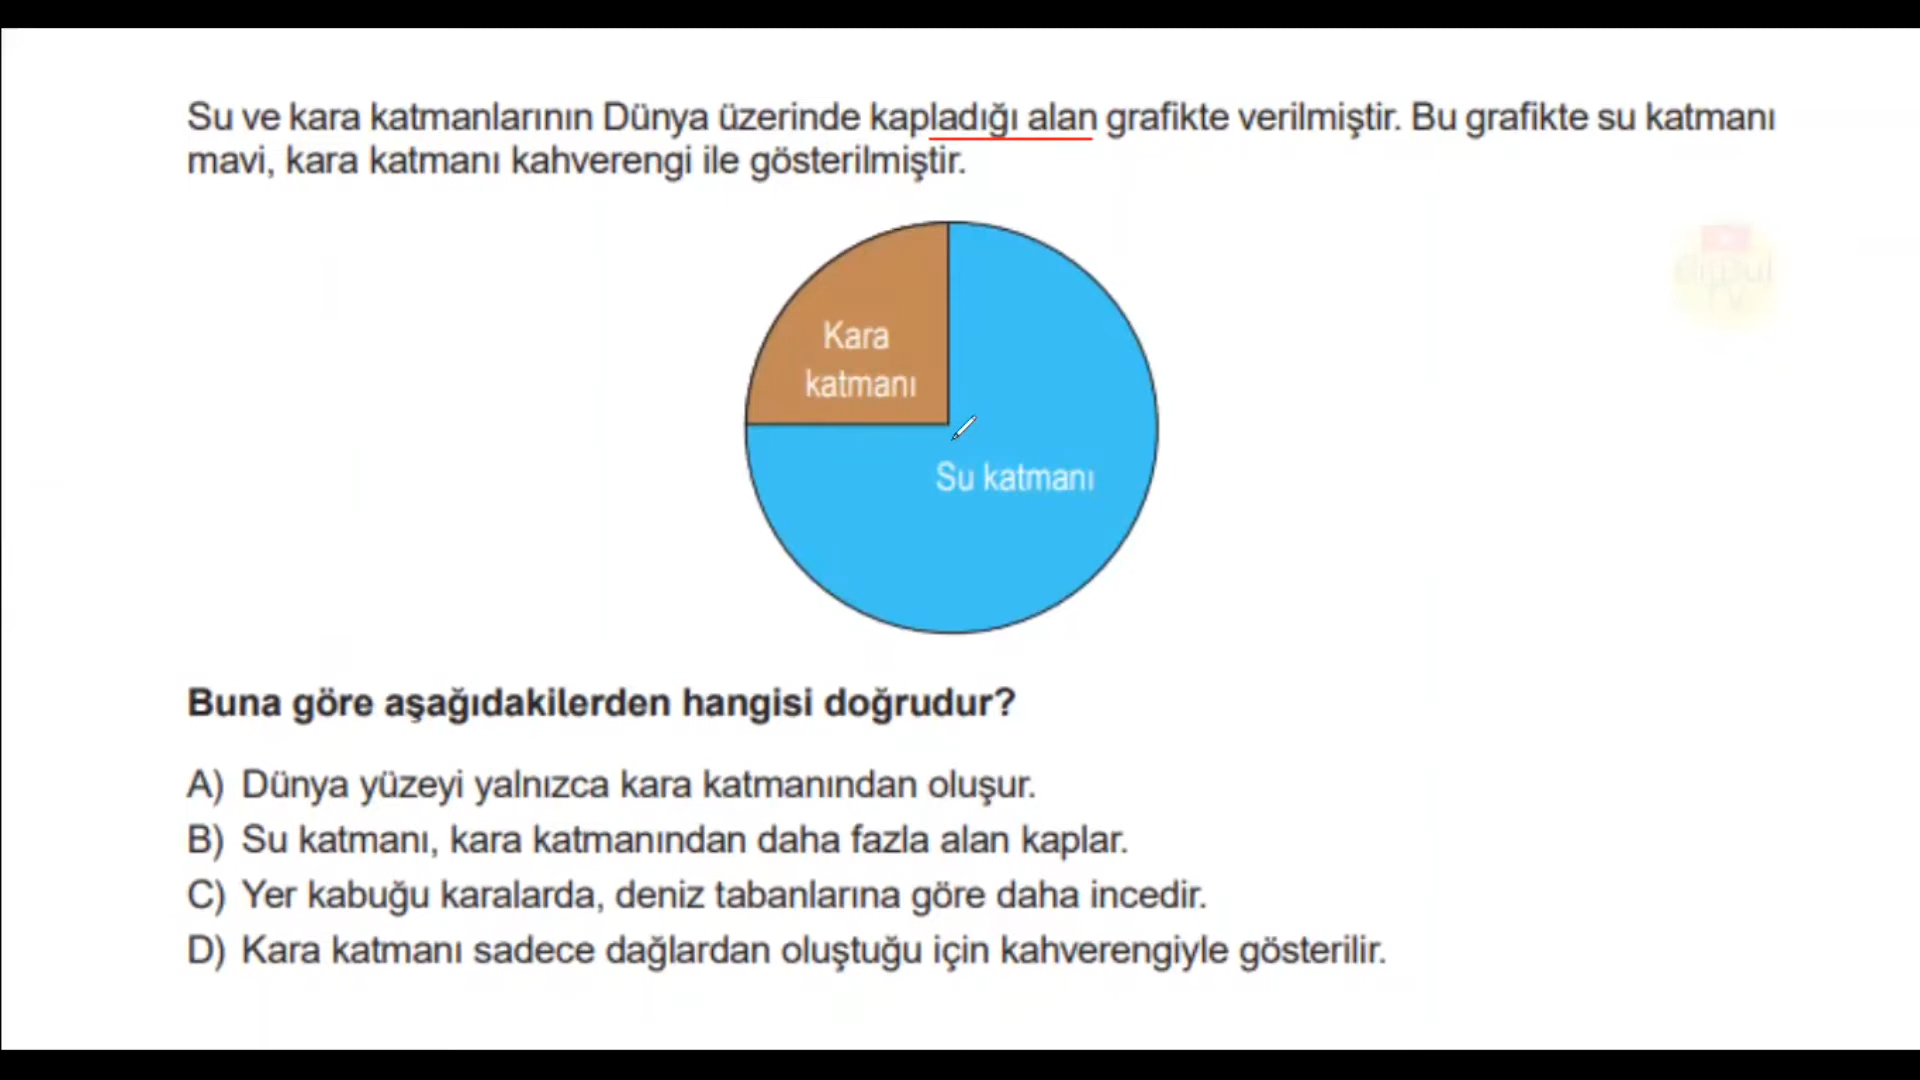 Su ve kara katmanlarının Dünya üzerinde kapladığı alan grafikte verilmiştir. Bu grafikte su katmanı
mavi, kara katmanı kahverengi ile gösterilmiştir.
Kara
katmanı
Su katmanı
Buna göre aşağıdakilerden hangisi doğrudur?
A) Dünya yüzeyi yalnızca kara katmanından oluşur.
B) Su katmanı, kara katmanından daha fazla alan kaplar.
C) Yer kabuğu karalarda, deniz tabanlarına göre daha incedir.
D) Kara katmanı sadece dağlardan oluştuğu için kahverengiyle gösterilir.